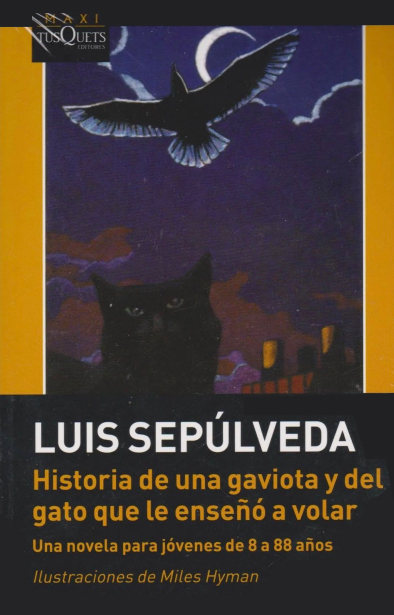 MAXI
TUSQUETS
EDITORES
LUIS SEPÚLVEDA
Historia de una gaviota y del
gato que le enseñó a volar
Una novela para jóvenes de 8 a 88 años
Ilustraciones de Miles Hyman